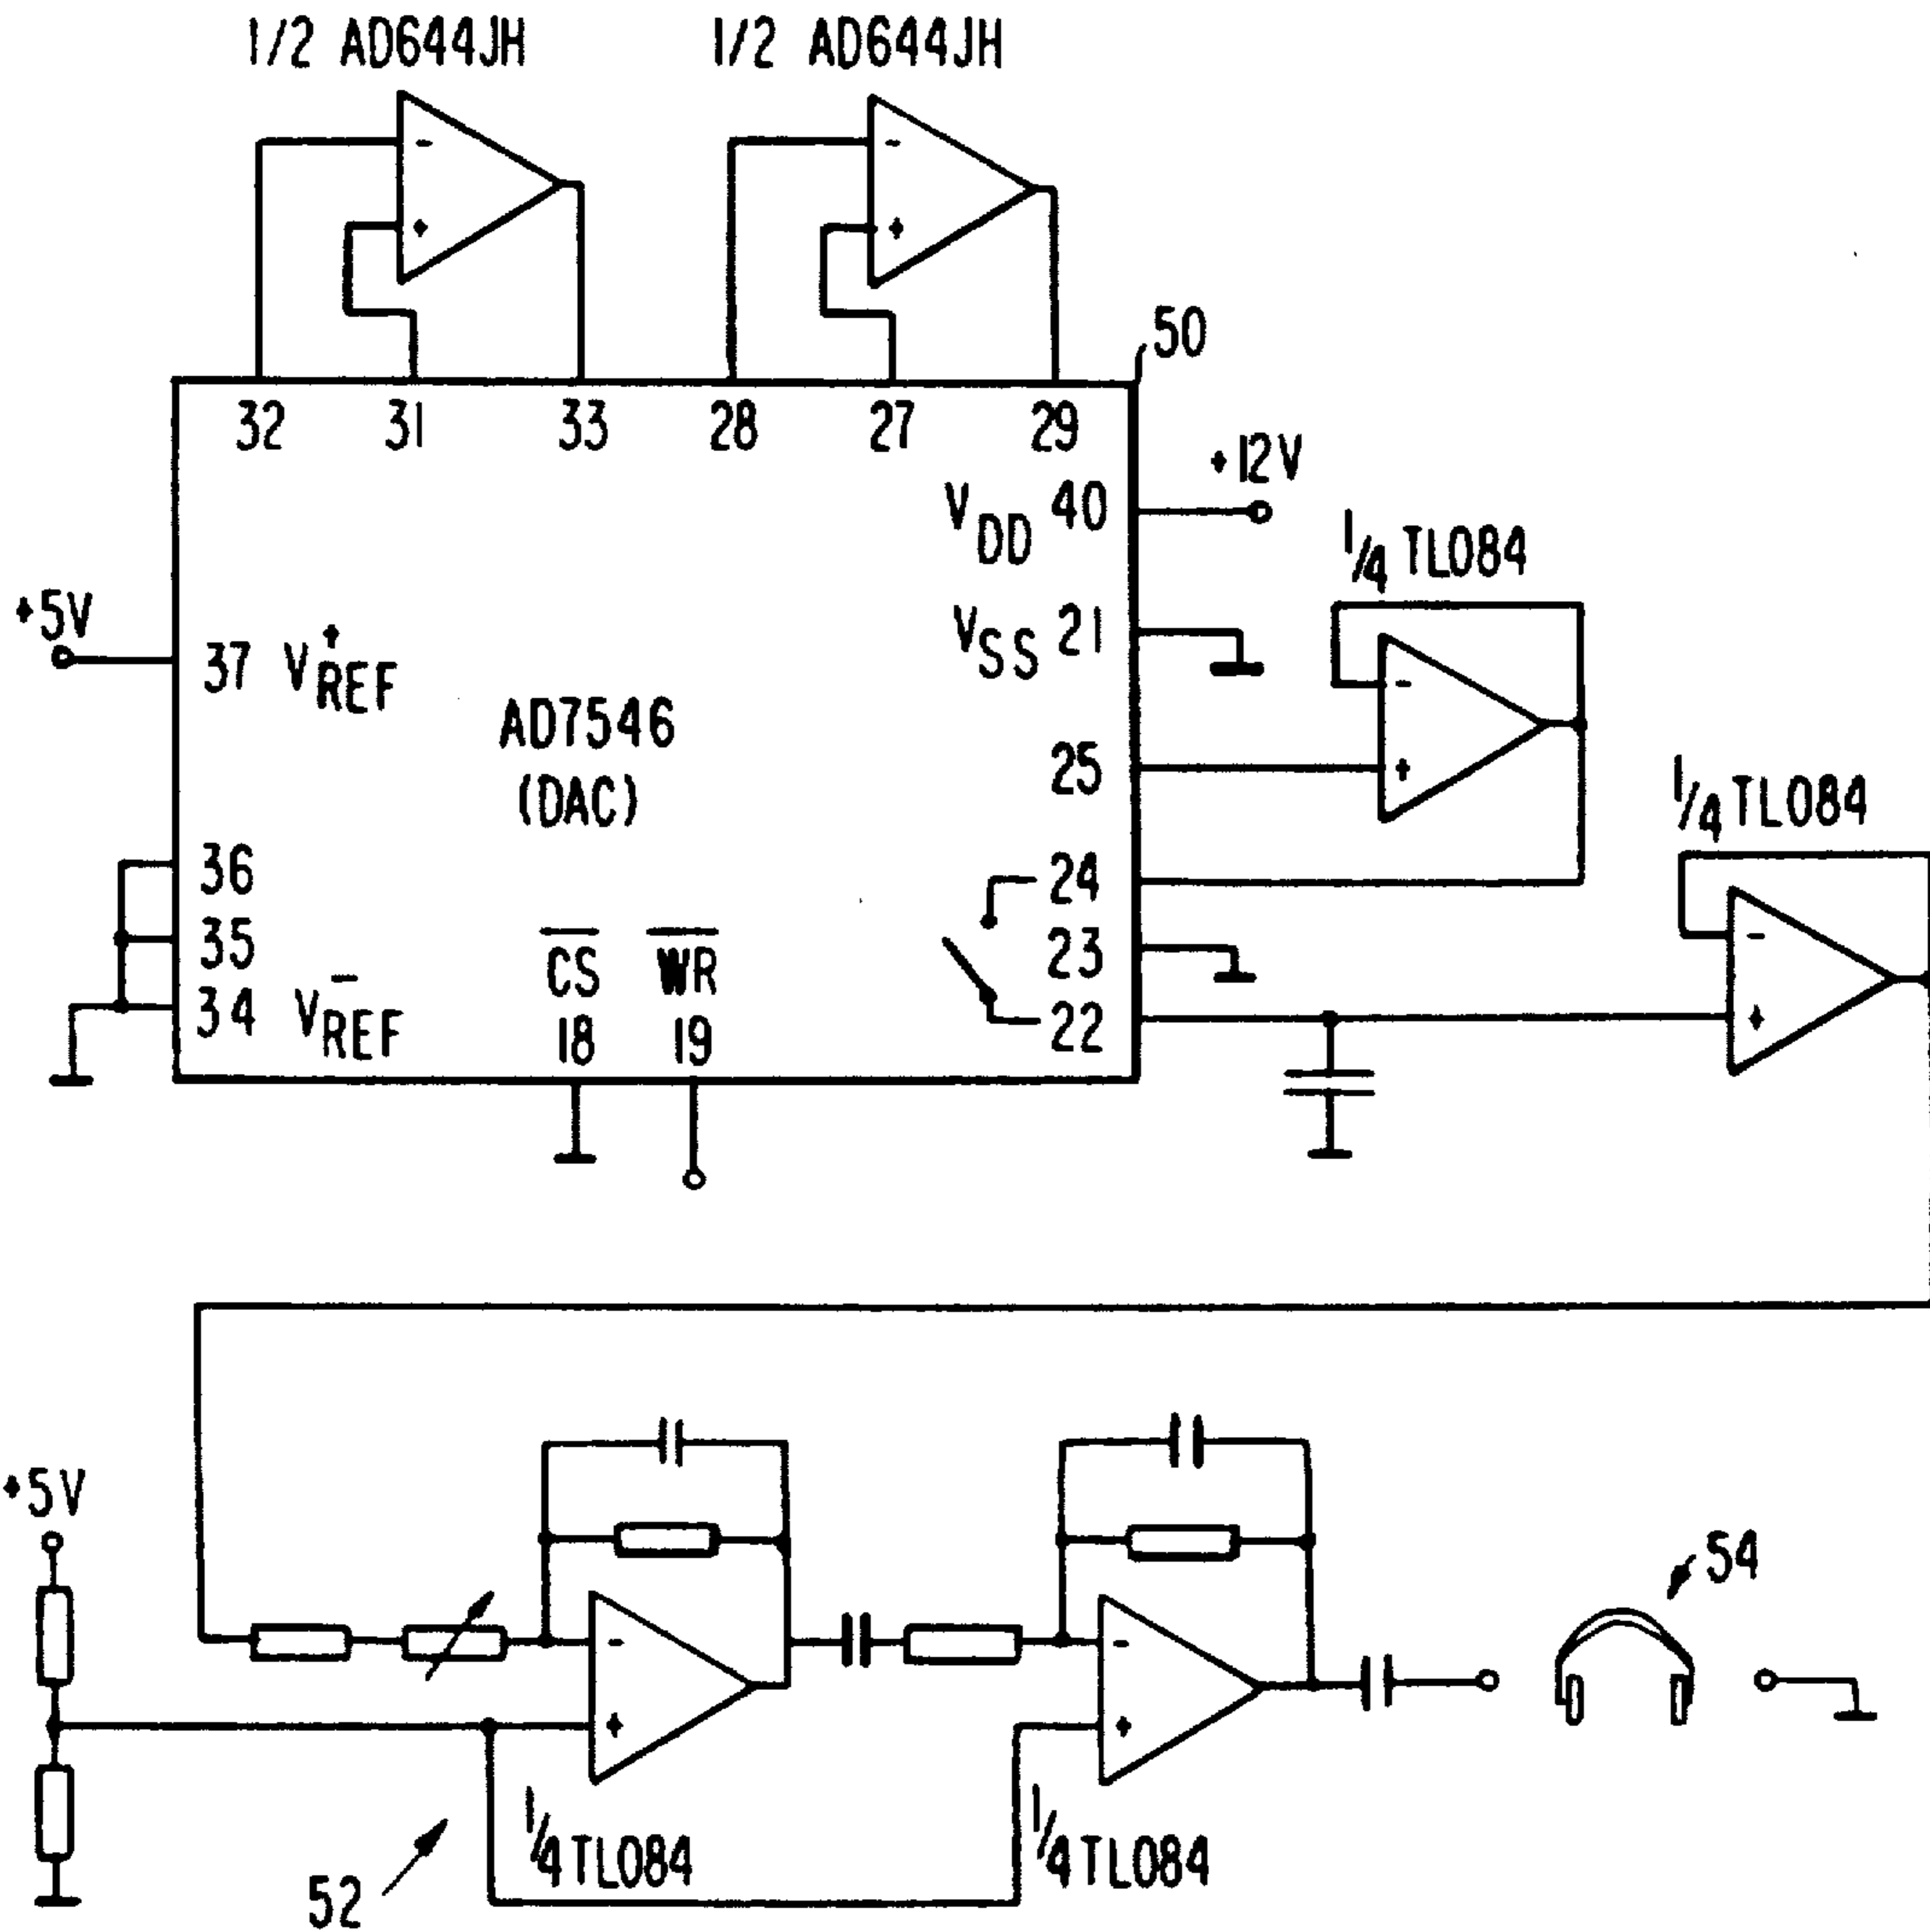 1/2 AD644JH 1/2 AD644JH
-
+
-
+
50
32 31 33 28 27 29
+12V
VDD 40
1/4 TL084
+5V
VSS 21
-
37 V+REF
AD7546
(DAC)
25
+
1/4 TL084
36
24
35
CS WR
23
-
34 V-REF
18 19
22
+
+5V
54
-
-
+
+
1/4 TL084
1/4 TL084
52